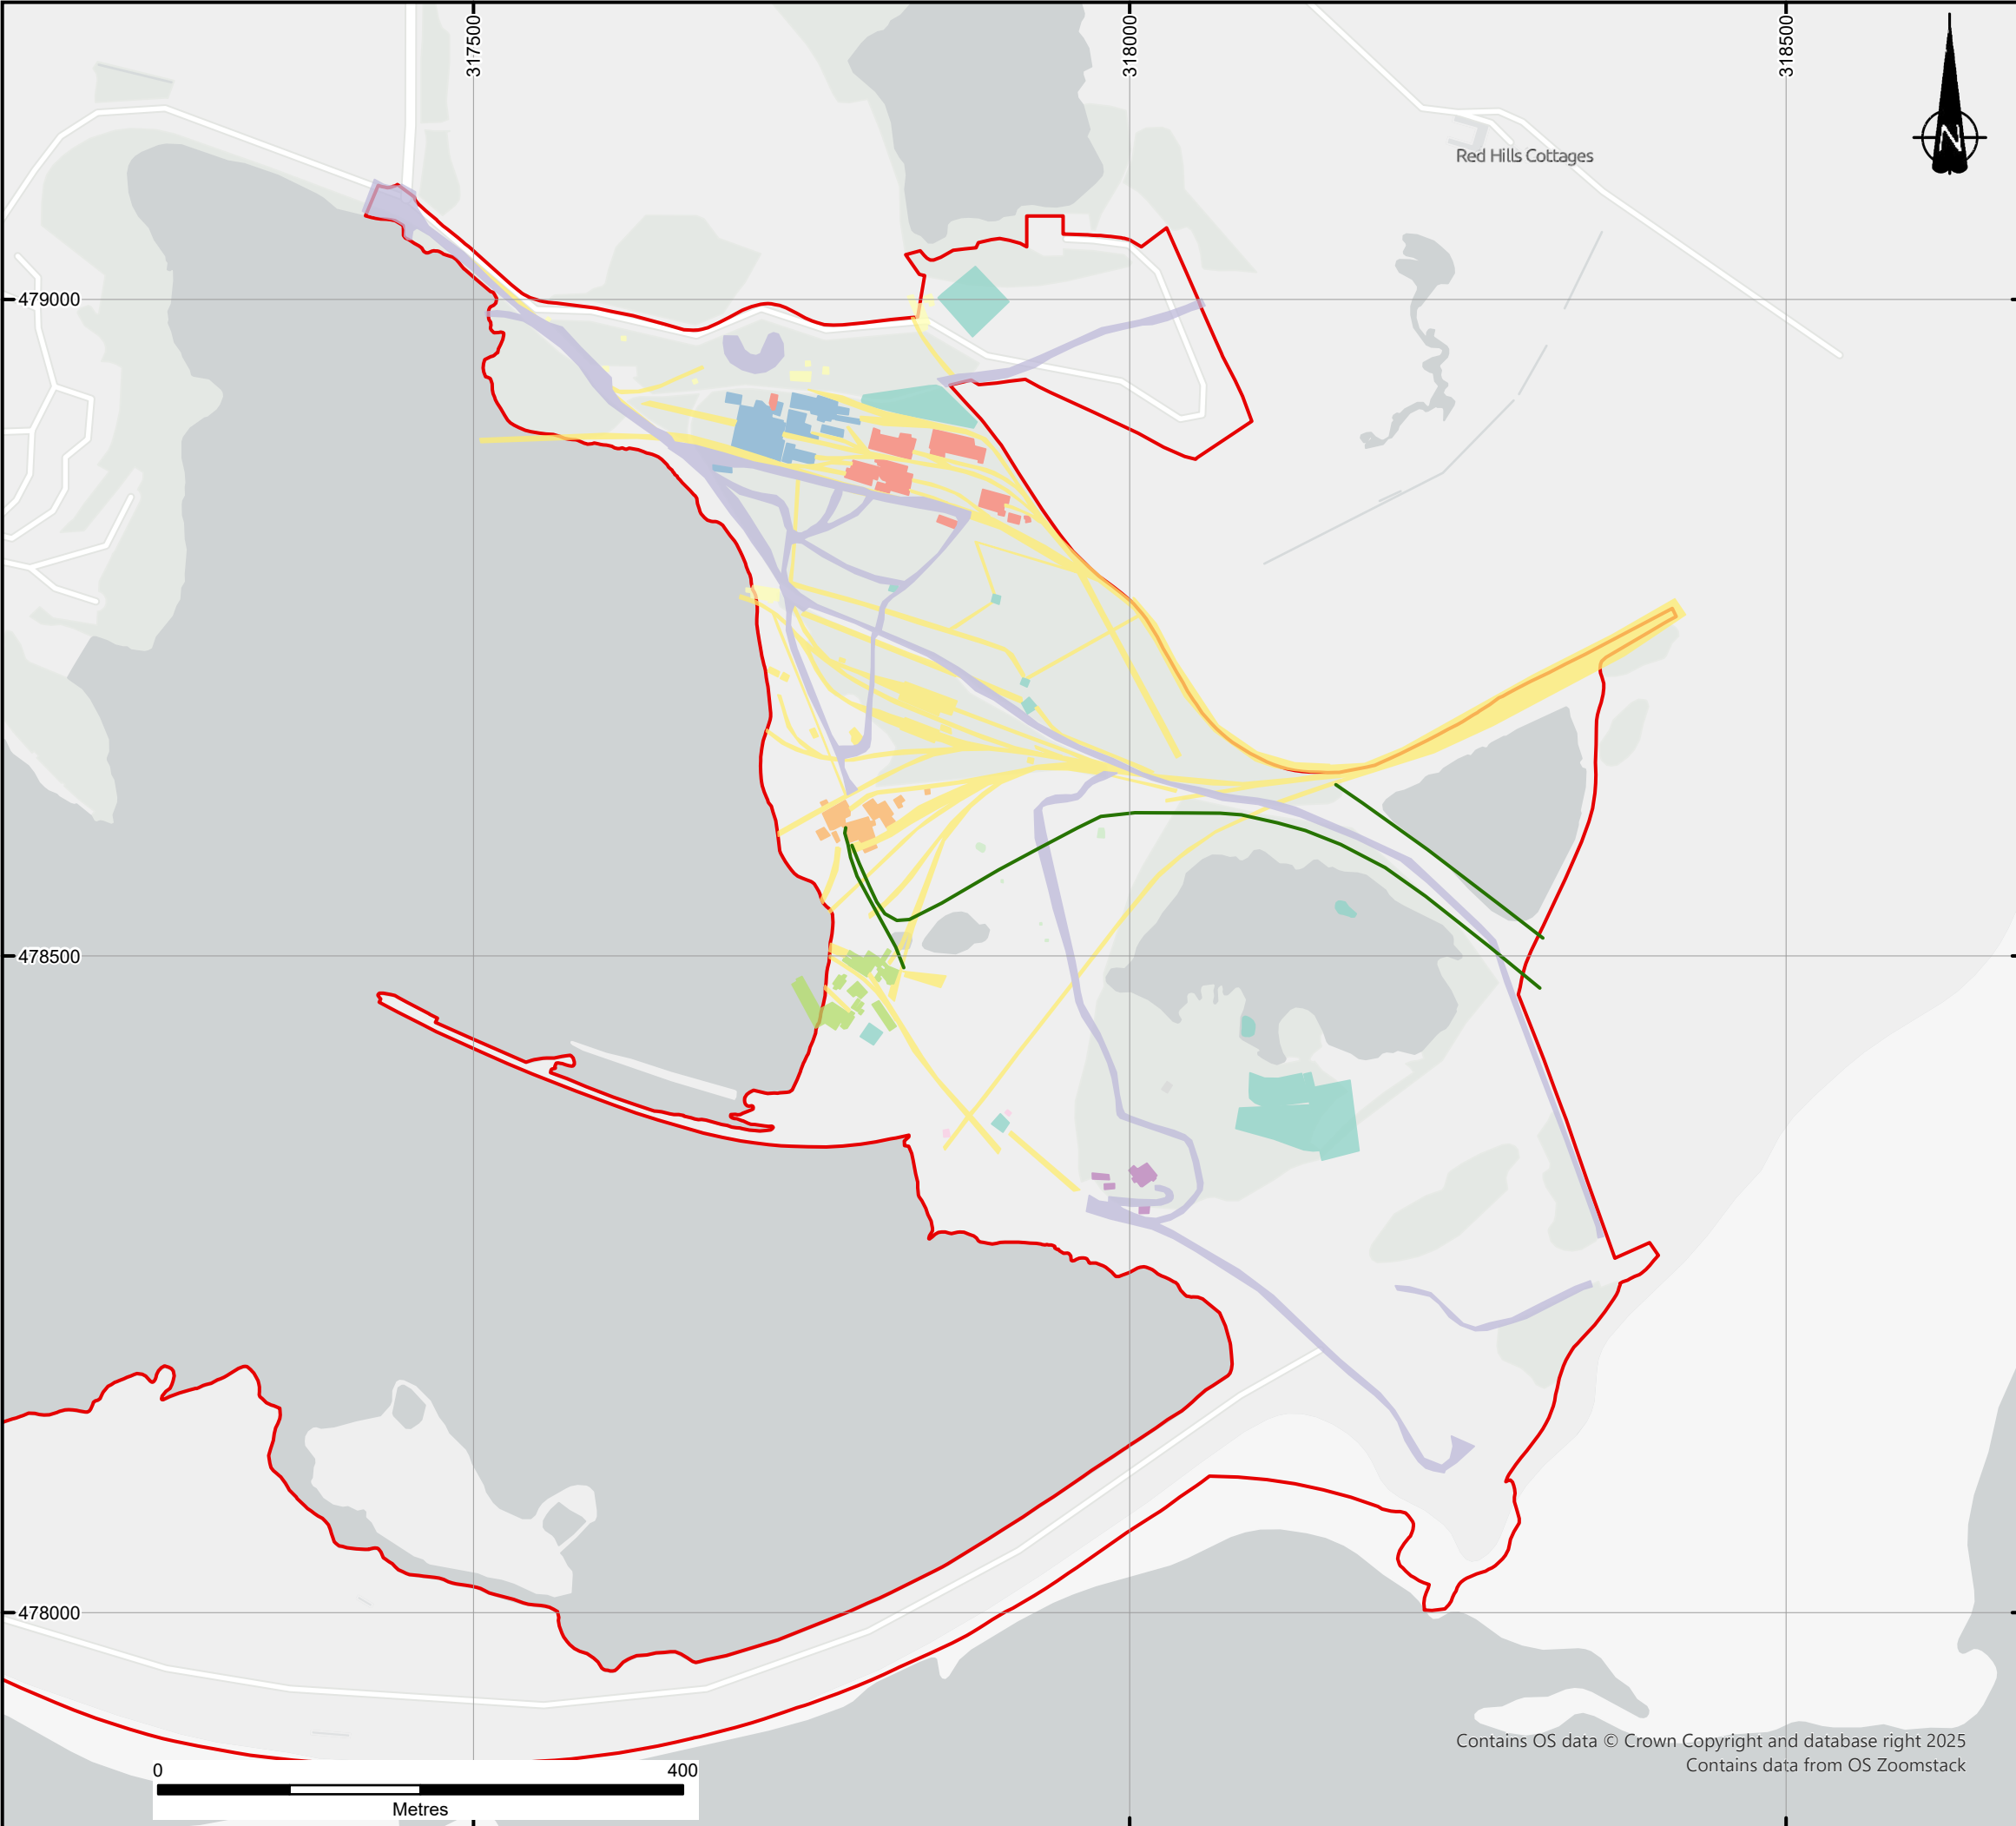 317500
318000
318500
N
Red Hills Cottages
479000
478500
478000
Contains OS data © Crown Copyright and database right 2025
Contains data from OS Zoomstack
0 400
Metres